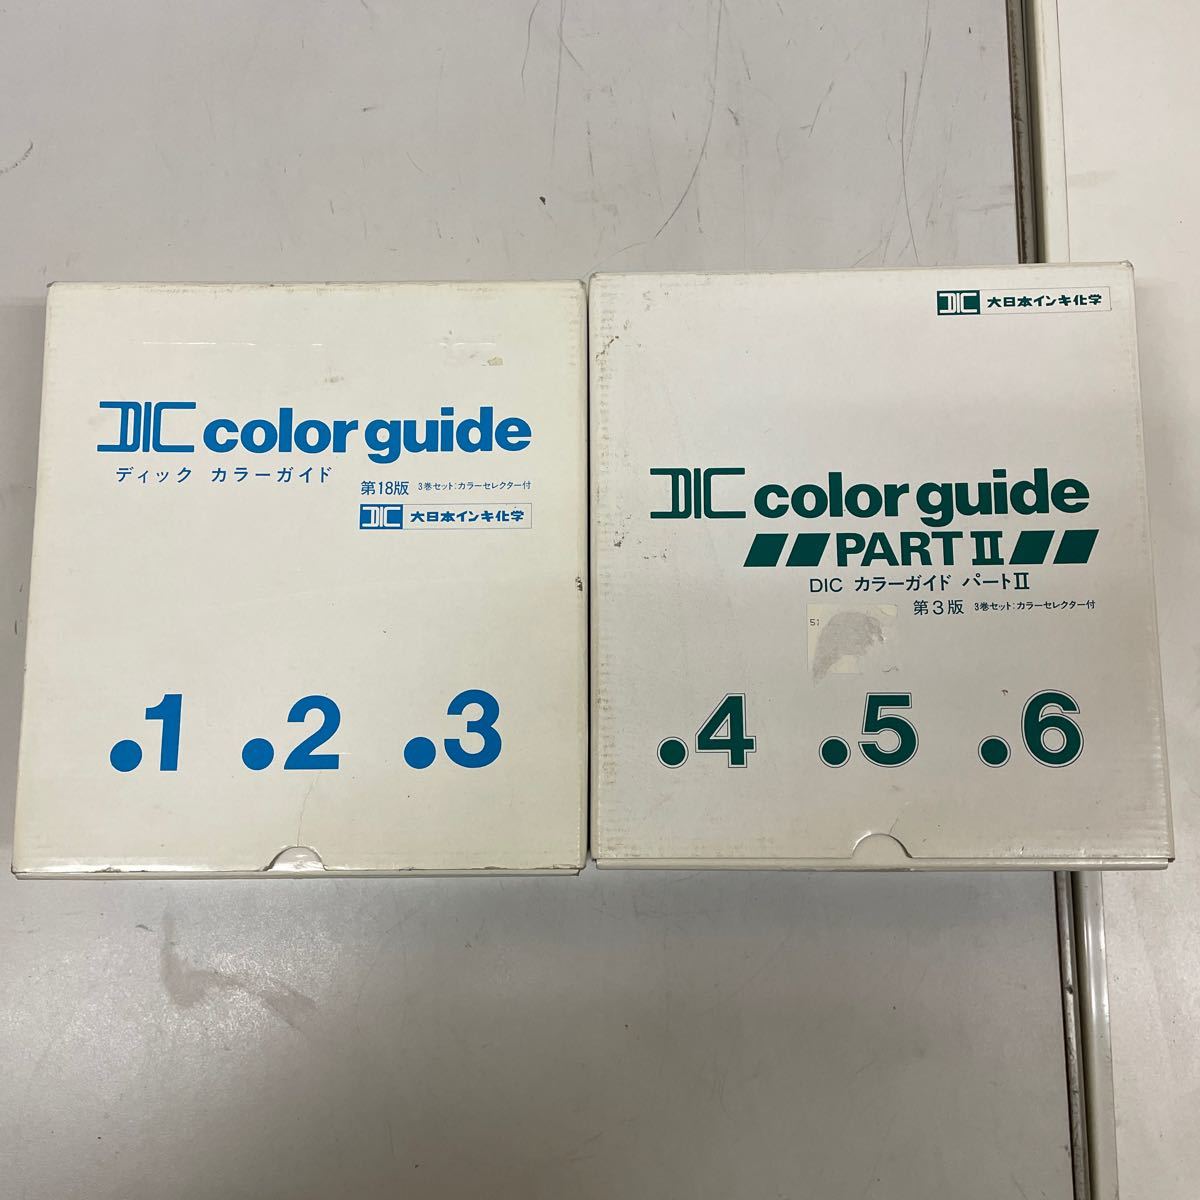 DIC color guide
ディック カラーガイド
第18版 3巻セット:カラーセレクター付
DIC 大日本インキ化学
.1 .2 .3
DIC 大日本インキ化学
DIC color guide
PART II
DIC カラーガイド パートII
第3版 3巻セット:カラーセレクター付
51
.4 .5 .6